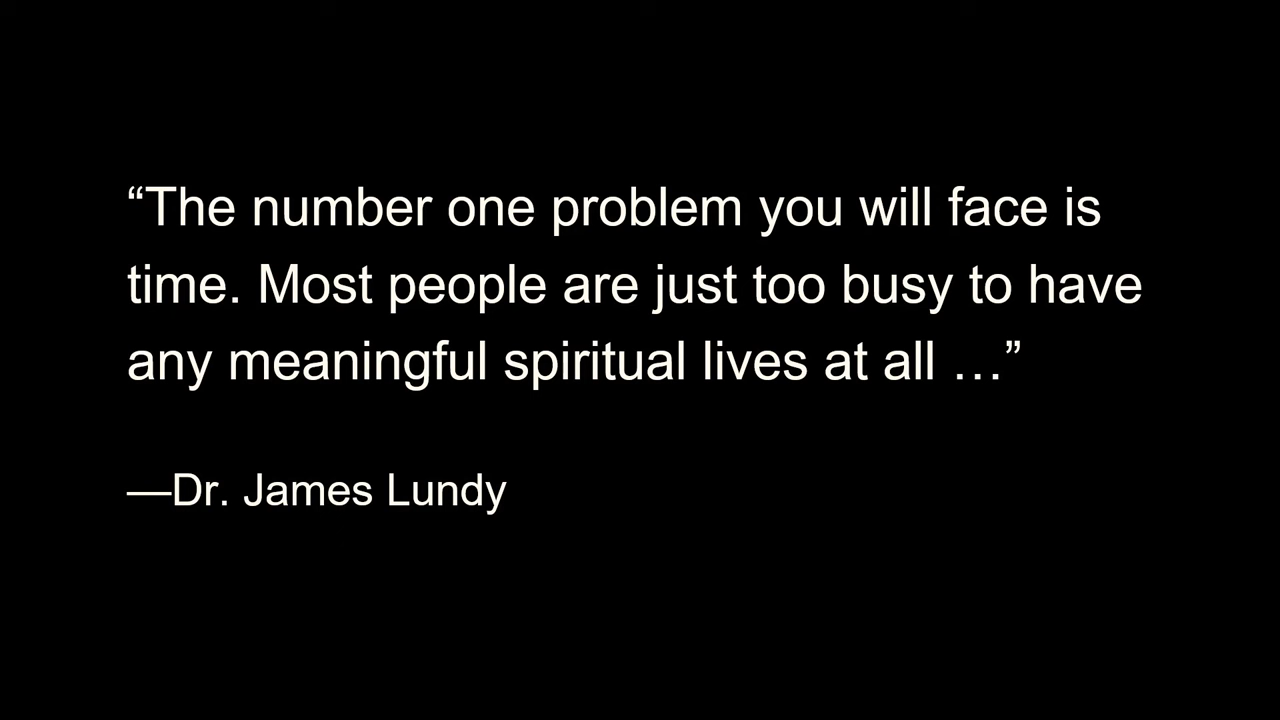 “The number one problem you will face is
time. Most people are just too busy to have
any meaningful spiritual lives at all …”
—Dr. James Lundy